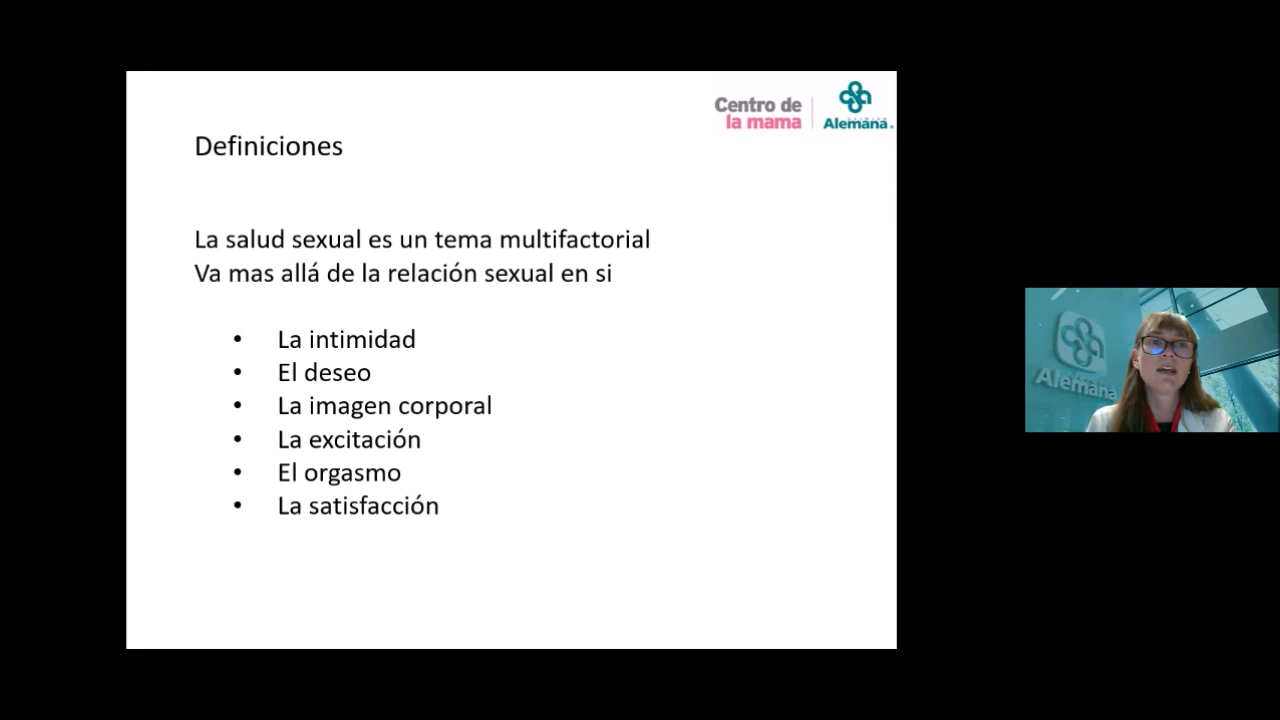 Centro de
la mama
Alemana
Definiciones
La salud sexual es un tema multifactorial
Va mas allá de la relación sexual en si
• La intimidad
• El deseo
• La imagen corporal
• La excitación
• El orgasmo
• La satisfacción
Alemana